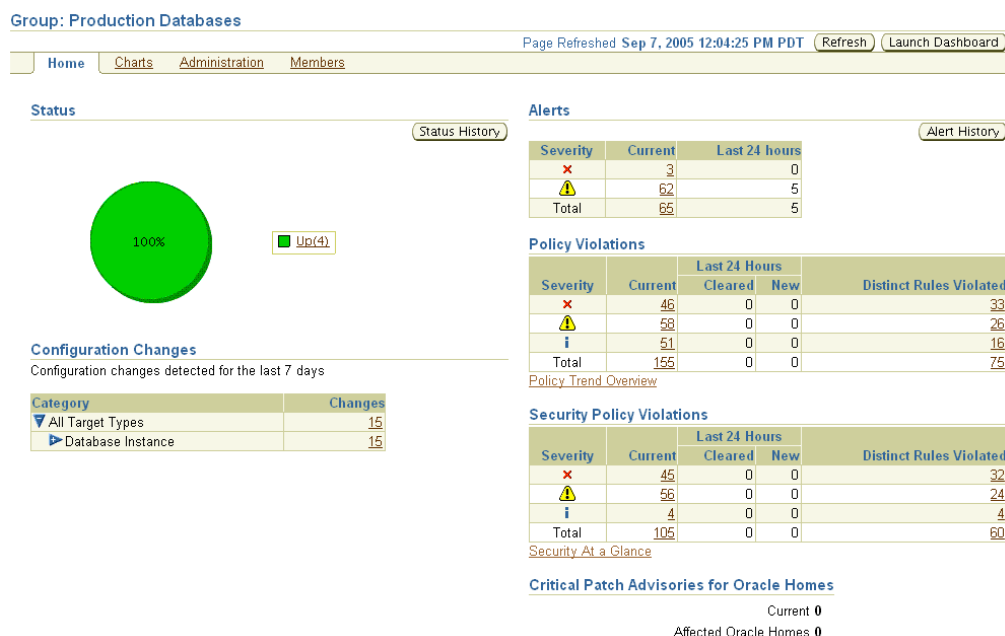 Group: Production Databases
Page Refreshed Sep 7, 2005 12:04:25 PM PDT Refresh Launch Dashboard
Home Charts Administration Members
Status
Status History
100%
Up(4)
Configuration Changes
Configuration changes detected for the last 7 days
Category Changes
All Target Types 15
Database Instance 15
Alerts
Alert History
Severity Current Last 24 hours
3 0
62 5
Total 65 5
Policy Violations
Last 24 Hours
Severity Current Cleared New Distinct Rules Violated
46 0 0 33
58 0 0 26
51 0 0 16
Total 155 0 0 75
Policy Trend Overview
Security Policy Violations
Last 24 Hours
Severity Current Cleared New Distinct Rules Violated
45 0 0 32
56 0 0 24
4 0 0 4
Total 105 0 0 60
Security At a Glance
Critical Patch Advisories for Oracle Homes
Current 0
Affected Oracle Homes 0